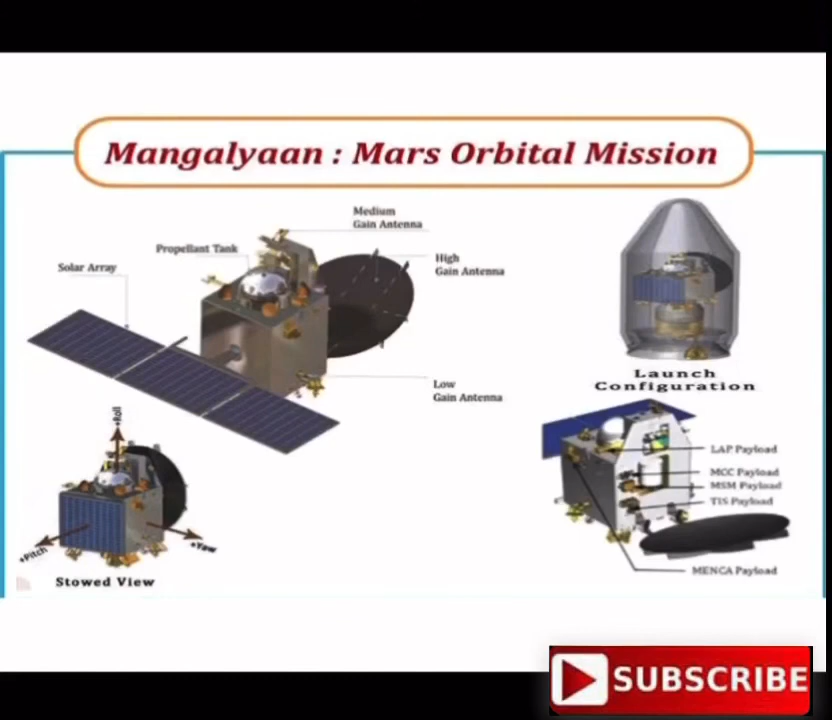 Mangalyaan : Mars Orbital Mission
Medium
Gain Antenna
Propellant Tank
Solar Array
High
Gain Antenna
Low
Gain Antenna
Launch
Configuration
+Roll
+Pitch
+Yaw
Stowed View
LAP Payload
MCC Payload
MSM Payload
TIS Payload
MENCA Payload
SUBSCRIBE